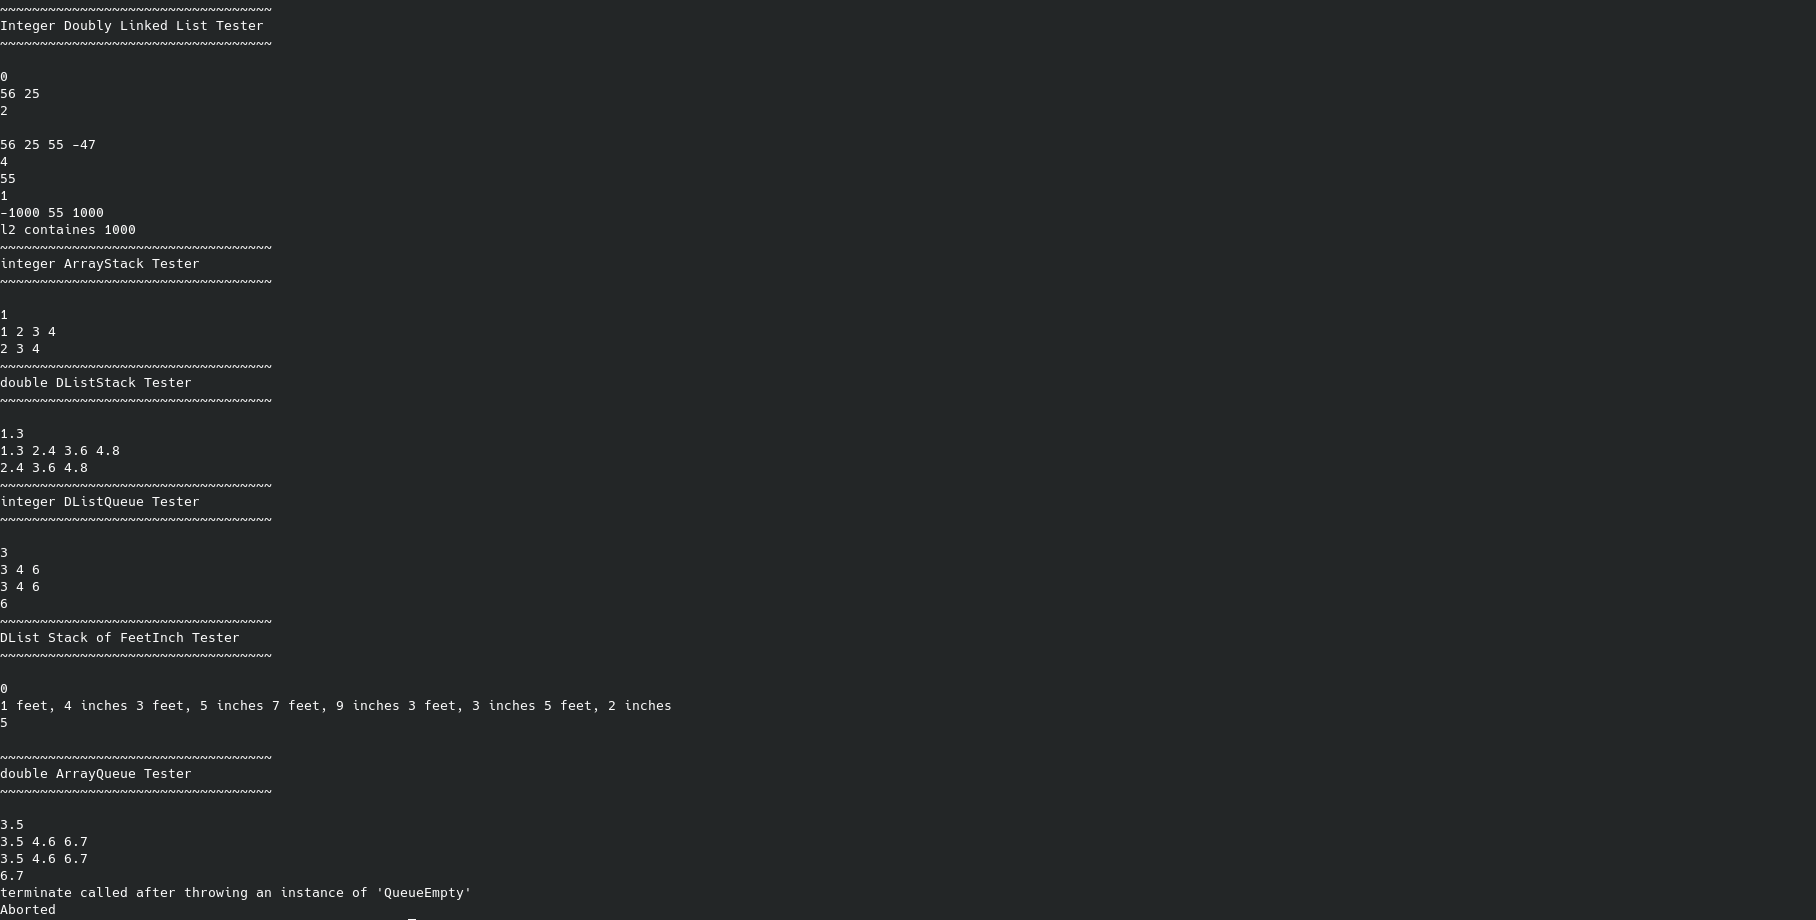 ~~~~~~~~~~~~~~~~~~~~~~~~~~~~~~~~~~
Integer Doubly Linked List Tester
~~~~~~~~~~~~~~~~~~~~~~~~~~~~~~~~~~
0
56 25
2
56 25 55 -47
4
55
1
-1000 55 1000
l2 containes 1000
~~~~~~~~~~~~~~~~~~~~~~~~~~~~~~~~~~
integer ArrayStack Tester
~~~~~~~~~~~~~~~~~~~~~~~~~~~~~~~~~~
1
1 2 3 4
2 3 4
~~~~~~~~~~~~~~~~~~~~~~~~~~~~~~~~~~
double DListStack Tester
~~~~~~~~~~~~~~~~~~~~~~~~~~~~~~~~~~
1.3
1.3 2.4 3.6 4.8
2.4 3.6 4.8
~~~~~~~~~~~~~~~~~~~~~~~~~~~~~~~~~~
integer DListQueue Tester
~~~~~~~~~~~~~~~~~~~~~~~~~~~~~~~~~~
3
3 4 6
3 4 6
6
~~~~~~~~~~~~~~~~~~~~~~~~~~~~~~~~~~
DList Stack of FeetInch Tester
~~~~~~~~~~~~~~~~~~~~~~~~~~~~~~~~~~
0
1 feet, 4 inches 3 feet, 5 inches 7 feet, 9 inches 3 feet, 3 inches 5 feet, 2 inches
5
~~~~~~~~~~~~~~~~~~~~~~~~~~~~~~~~~~
double ArrayQueue Tester
~~~~~~~~~~~~~~~~~~~~~~~~~~~~~~~~~~
3.5
3.5 4.6 6.7
3.5 4.6 6.7
6.7
terminate called after throwing an instance of 'QueueEmpty'
Aborted